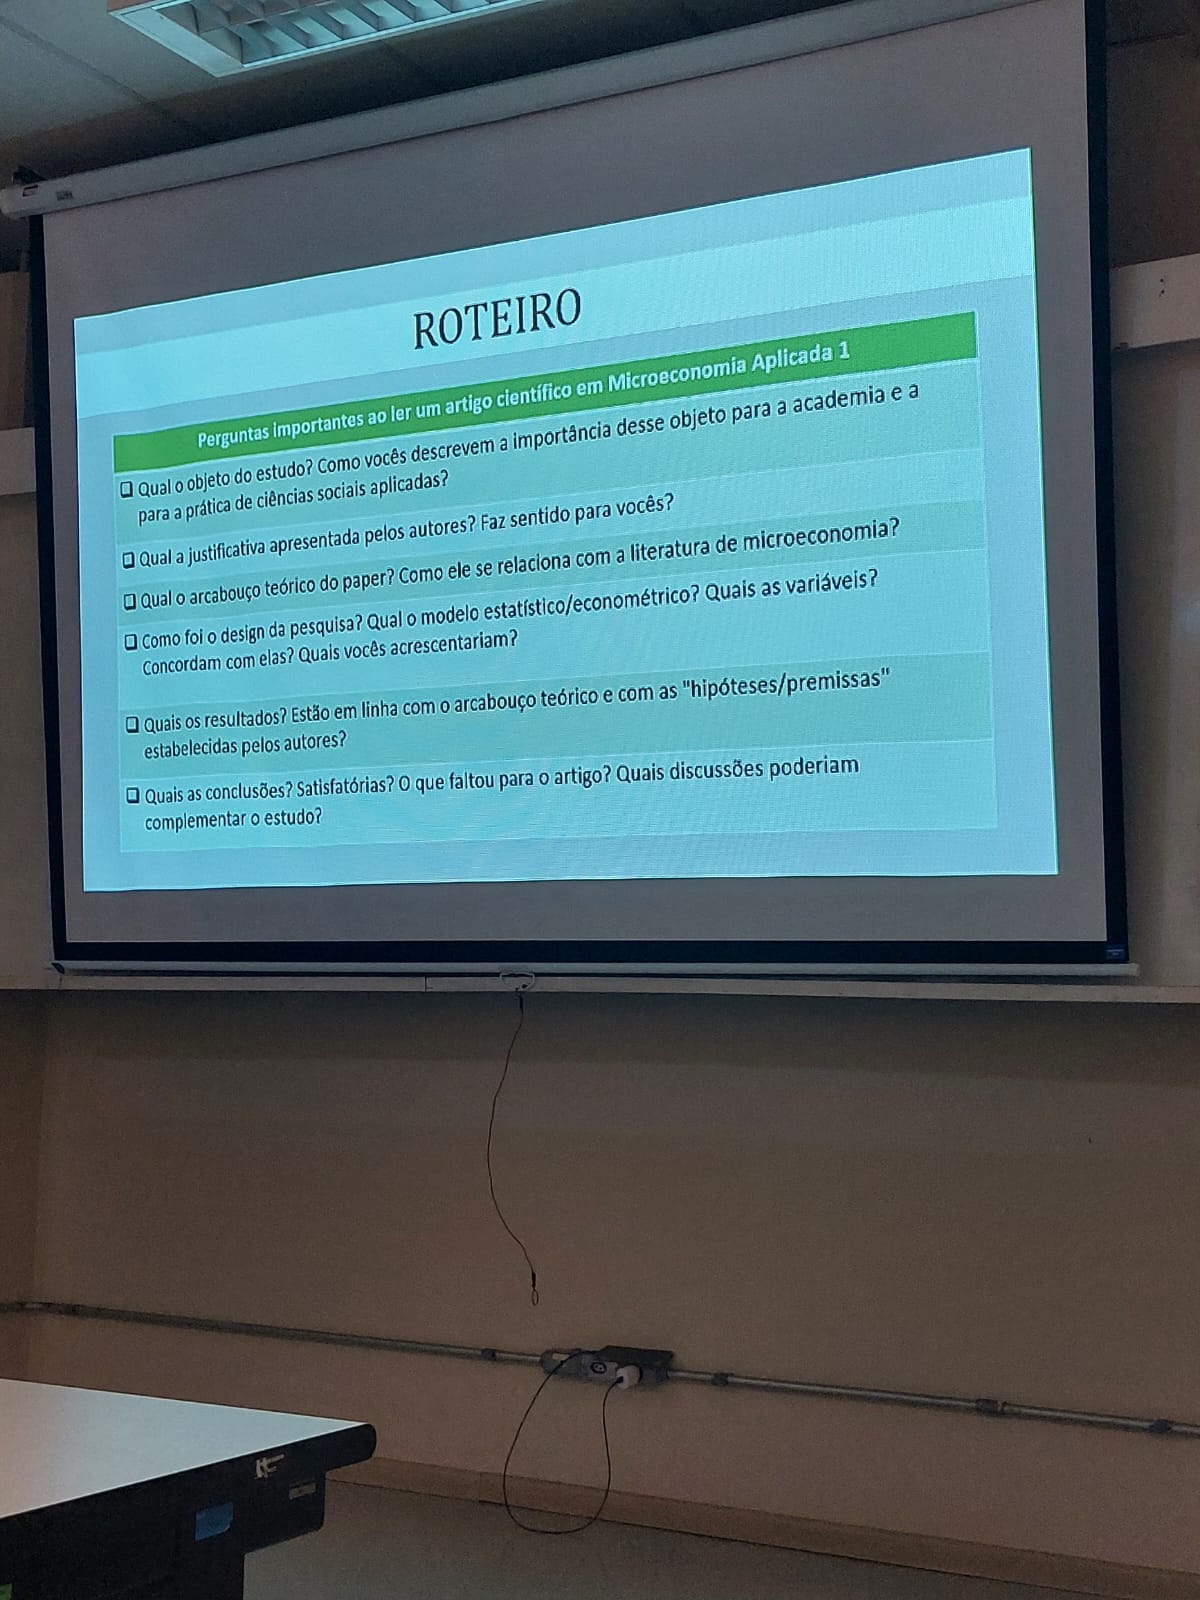 ROTEIRO
Perguntas importantes ao ler um artigo científico em Microeconomia Aplicada 1
❑ Qual o objeto do estudo? Como vocês descrevem a importância desse objeto para a academia e a
para a prática de ciências sociais aplicadas?
❑ Qual a justificativa apresentada pelos autores? Faz sentido para vocês?
❑ Qual o arcabouço teórico do paper? Como ele se relaciona com a literatura de microeconomia?
❑ Como foi o design da pesquisa? Qual o modelo estatístico/econométrico? Quais as variáveis?
Concordam com elas? Quais vocês acrescentariam?
❑ Quais os resultados? Estão em linha com o arcabouço teórico e com as "hipóteses/premissas"
estabelecidas pelos autores?
❑ Quais as conclusões? Satisfatórias? O que faltou para o artigo? Quais discussões poderiam
complementar o estudo?